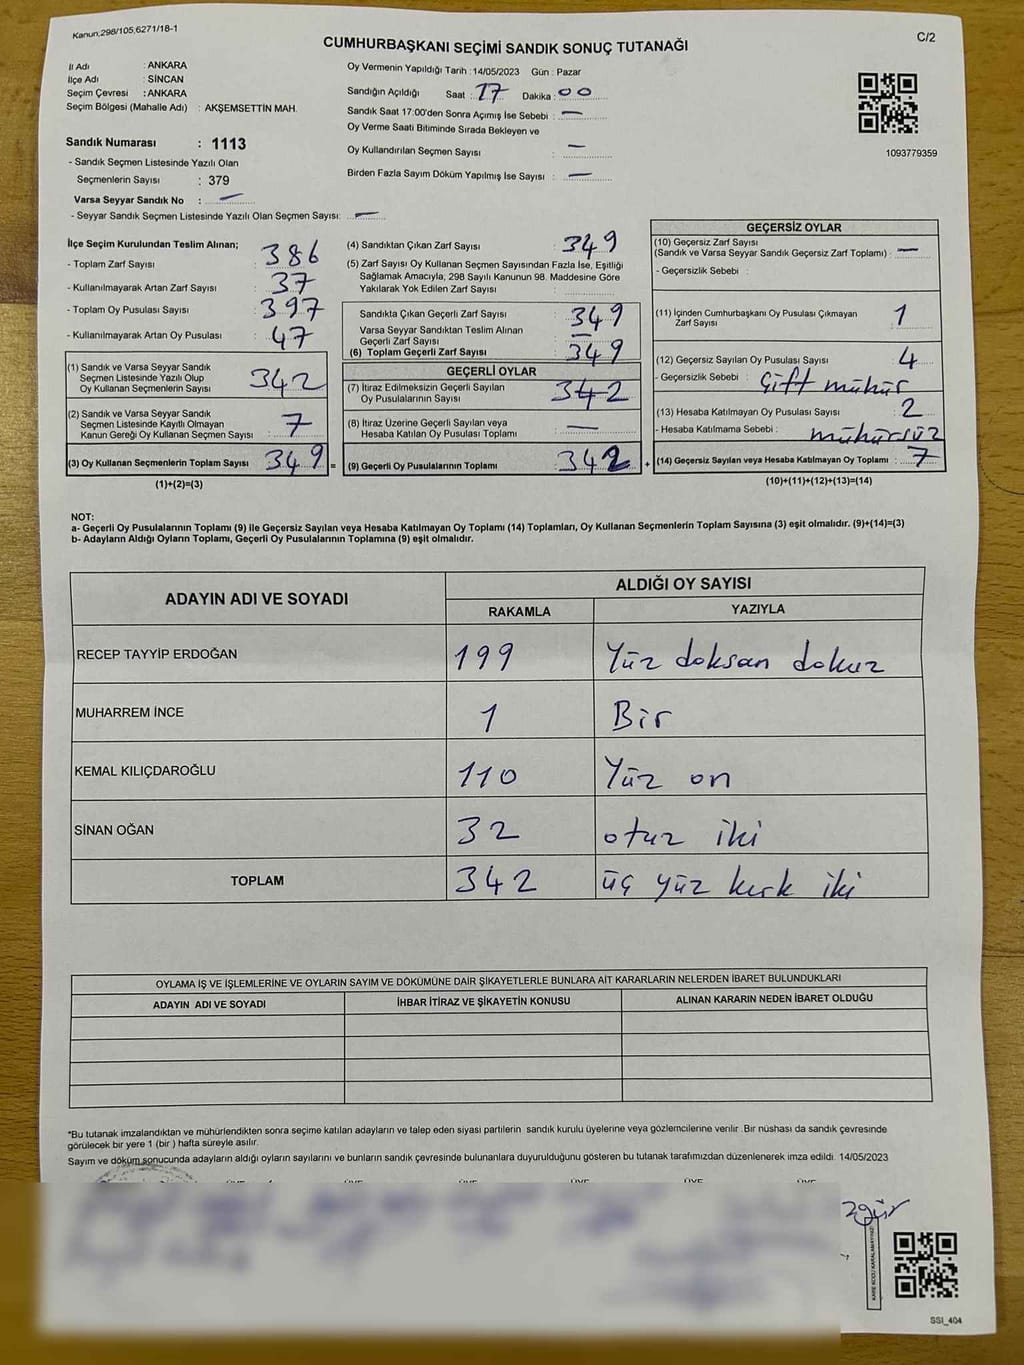 Kanun;298/105,6271/18-1
CUMHURBAŞKANI SEÇİMİ SANDIK SONUÇ TUTANAĞI
C/2
İl Adı : ANKARA
İlçe Adı : SİNCAN
Seçim Çevresi : ANKARA
Seçim Bölgesi (Mahalle Adı) : AKŞEMSETTİN MAH.
Sandık Numarası : 1113
- Sandık Seçmen Listesinde Yazılı Olan
Seçmenlerin Sayısı : 379
Varsa Seyyar Sandık No : —
- Seyyar Sandık Seçmen Listesinde Yazılı Olan Seçmen Sayısı: —
Oy Vermenin Yapıldığı Tarih : 14/05/2023 Gün : Pazar
Sandığın Açıldığı Saat : 17 Dakika : 00
Sandık Saat 17:00'den Sonra Açımış İse Sebebi : —
Oy Verme Saati Bitiminde Sırada Bekleyen ve
Oy Kullandırılan Seçmen Sayısı : —
Birden Fazla Sayım Döküm Yapılmış İse Sayısı : —
1093779359
İlçe Seçim Kurulundan Teslim Alınan;
- Toplam Zarf Sayısı : 386
- Kullanılmayarak Artan Zarf Sayısı : 37
- Toplam Oy Pusulası Sayısı : 397
- Kullanılmayarak Artan Oy Pusulası : 47
(1) Sandık ve Varsa Seyyar Sandık
Seçmen Listesinde Yazılı Olup
Oy Kullanan Seçmenlerin Sayısı : 342
(2) Sandık ve Varsa Seyyar Sandık
Seçmen Listesinde Kayıtlı Olmayan
Kanun Gereği Oy Kullanan Seçmen Sayısı : 7
(3) Oy Kullanan Seçmenlerin Toplam Sayısı : 349 =
(1)+(2)=(3)
(4) Sandıktan Çıkan Zarf Sayısı : 349
(5) Zarf Sayısı Oy Kullanan Seçmen Sayısından Fazla İse, Eşitliği
Sağlamak Amacıyla, 298 Sayılı Kanunun 98. Maddesine Göre
Yakılarak Yok Edilen Zarf Sayısı :
Sandıkta Çıkan Geçerli Zarf Sayısı : 349
Varsa Seyyar Sandıktan Teslim Alınan
Geçerli Zarf Sayısı : —
(6) Toplam Geçerli Zarf Sayısı : 349
GEÇERLİ OYLAR
(7) İtiraz Edilmeksizin Geçerli Sayılan
Oy Pusulalarının Sayısı : 342
(8) İtiraz Üzerine Geçerli Sayılan veya
Hesaba Katılan Oy Pusulası Toplamı : —
(9) Geçerli Oy Pusulalarının Toplamı : 342 +
GEÇERSİZ OYLAR
(10) Geçersiz Zarf Sayısı
(Sandık ve Varsa Seyyar Sandık Geçersiz Zarf Toplamı) : —
- Geçersizlik Sebebi :
(11) İçinden Cumhurbaşkanı Oy Pusulası Çıkmayan
Zarf Sayısı : 1
(12) Geçersiz Sayılan Oy Pusulası Sayısı : 4
- Geçersizlik Sebebi : Çift mühür
(13) Hesaba Katılmayan Oy Pusulası Sayısı : 2
- Hesaba Katılmama Sebebi : mühürsüz
(14) Geçersiz Sayılan veya Hesaba Katılmayan Oy Toplamı : 7
(10)+(11)+(12)+(13)=(14)
NOT:
a- Geçerli Oy Pusulalarının Toplamı (9) ile Geçersiz Sayılan veya Hesaba Katılmayan Oy Toplamı (14) Toplamları, Oy Kullanan Seçmenlerin Toplam Sayısına (3) eşit olmalıdır. (9)+(14)=(3)
b- Adayların Aldığı Oyların Toplamı, Geçerli Oy Pusulalarının Toplamına (9) eşit olmalıdır.
ADAYIN ADI VE SOYADI ALDIĞI OY SAYISI
RAKAMLA YAZIYLA
RECEP TAYYİP ERDOĞAN 199 Yüz doksan dokuz
MUHARREM İNCE 1 Bir
KEMAL KILIÇDAROĞLU 110 Yüz on
SİNAN OĞAN 32 otuz iki
TOPLAM 342 üç yüz kırk iki
OYLAMA İŞ VE İŞLEMLERİNE VE OYLARIN SAYIM VE DÖKÜMÜNE DAİR ŞİKAYETLERLE BUNLARA AİT KARARLARIN NELERDEN İBARET BULUNDUKLARI
ADAYIN ADI VE SOYADI İHBAR İTİRAZ VE ŞİKAYETİN KONUSU ALINAN KARARIN NEDEN İBARET OLDUĞU
*Bu tutanak imzalandıktan ve mühürlendikten sonra seçime katılan adayların ve talep eden siyasi partilerin sandık kurulu üyelerine veya gözlemcilerine verilir. Bir nüshası da sandık çevresinde
görülecek bir yere 1 (bir ) hafta süreyle asılır.
Sayım ve döküm sonucunda adayların aldığı oyların sayılarını ve bunların sandık çevresinde bulunanlara duyurulduğunu gösteren bu tutanak tarafımızdan düzenlenerek imza edildi. 14/05/2023
KARE KODU KARALAMAYINIZ
SSI_404